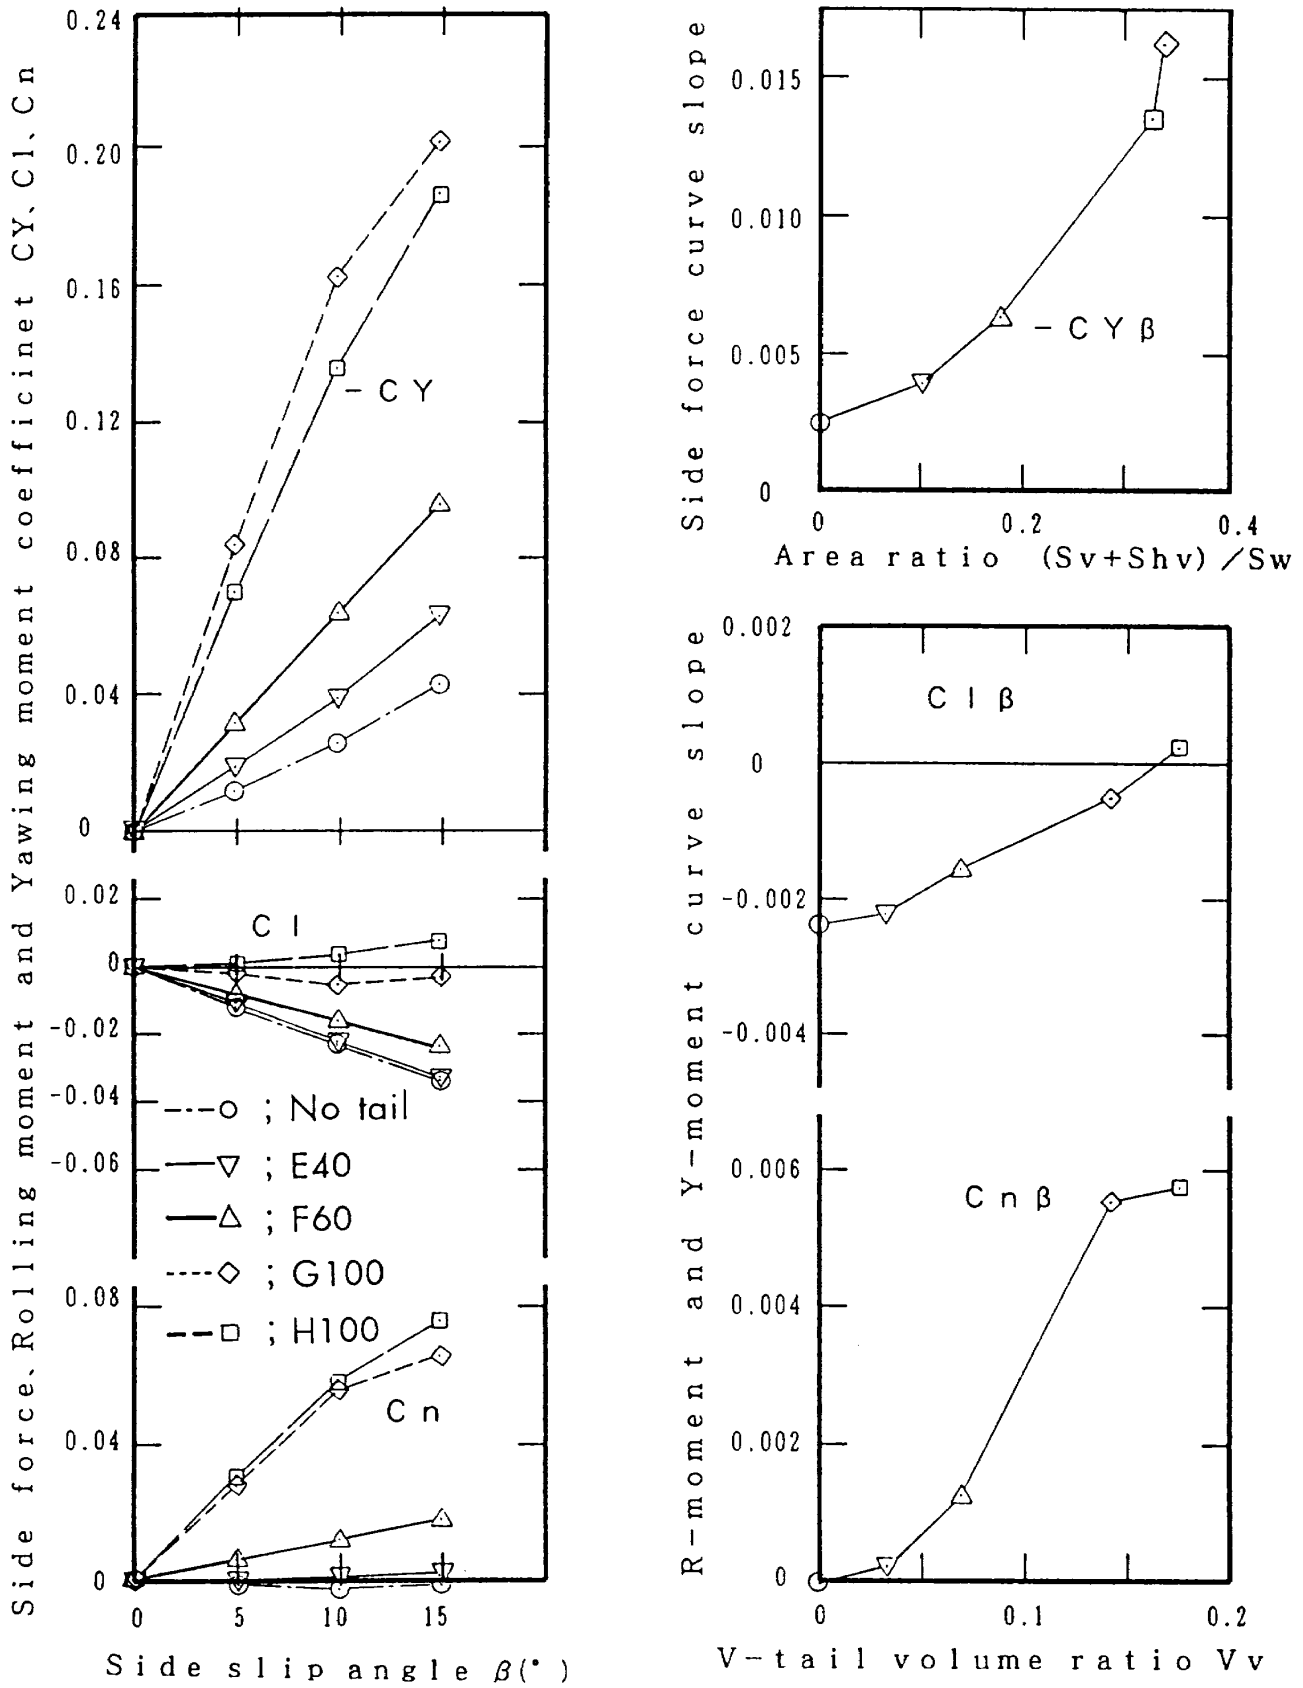 Side force、Rolling moment and Yawing moment coefficinet CY、Cl、Cn
0.24
0.20
0.16
0.12
0.08
0.04
0
-CY
0.02
0
-0.02
-0.04
-0.06
Cl
; No tail
; E40
; F60
; G100
; H100
0.08
0.04
0
Cn
0 5 10 15
Side slip angle β(°)
Side force curve slope
0.015
0.010
0.005
0
-CYβ
0 0.2 0.4
Area ratio (Sv+Shv)/Sw
R-moment and Y-moment curve slope
0.002
0
-0.002
-0.004
Clβ
0.006
0.004
0.002
0
Cnβ
0 0.1 0.2
V-tail volume ratio Vv